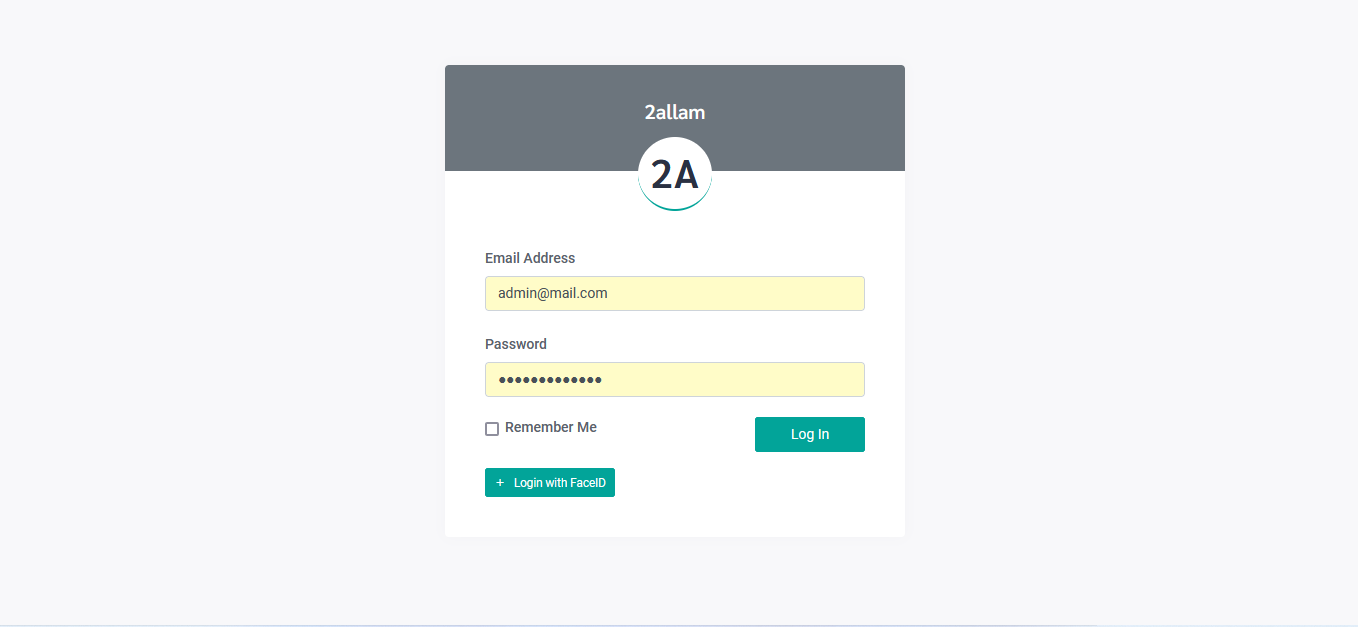 2allam
2A
Email Address
admin@mail.com
Password
•••••••••••••
Remember Me
Log In
+ Login with FaceID